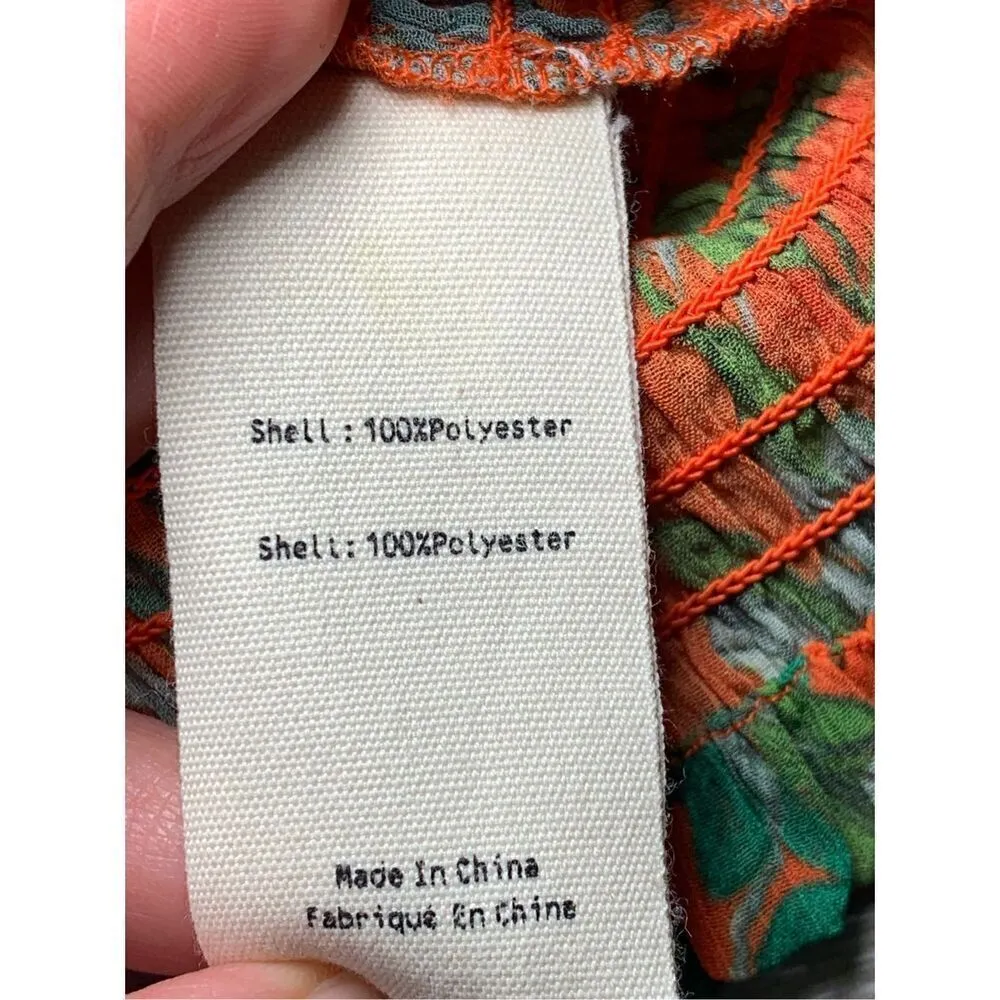 Shell : 100%Polyester
Shell: 100%Polyester
Made In China
Fabriqué En Chine